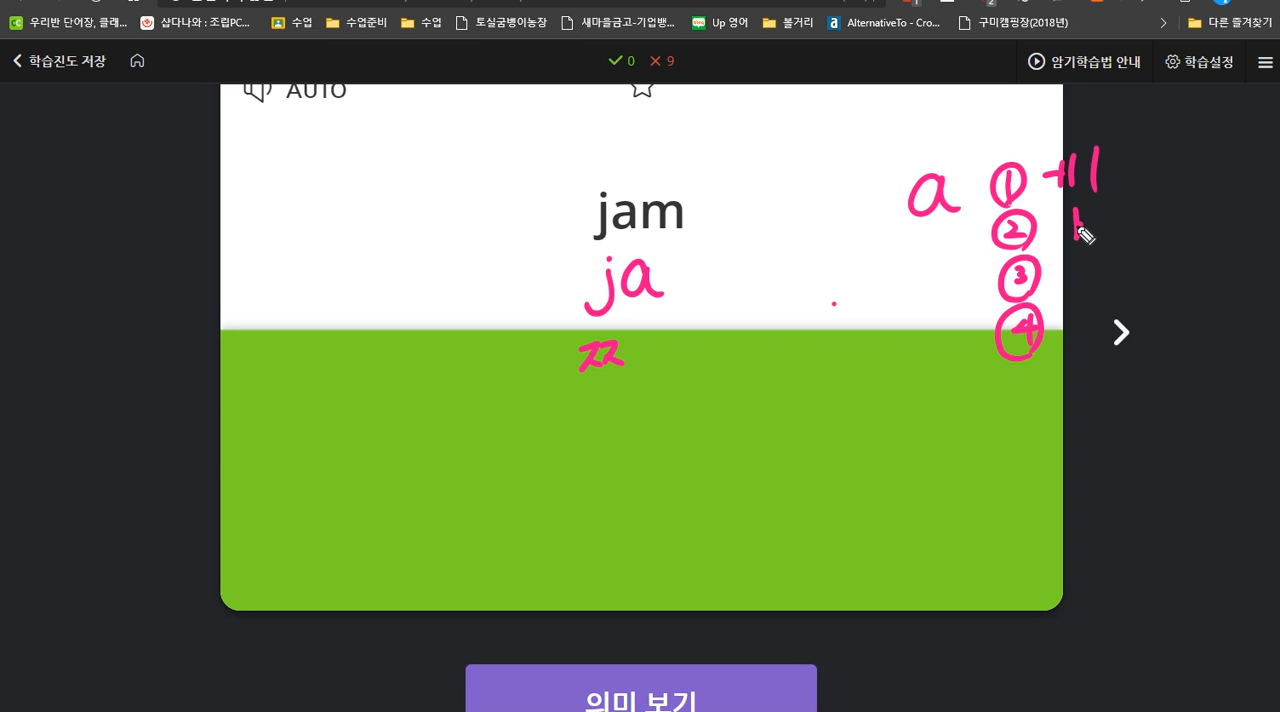 우리반 단어장, 클래... 샵다나와 : 조립PC... 수업 수업준비 수업 토실굼뱅이농장 새마을금고-기업뱅... Up 영어 볼거리 AlternativeTo - Cro... 구미캠핑장(2018년) 다른 즐겨찾기
학습진도 저장 0 9 암기학습법 안내 학습설정
AUTO
jam
a ① ㅐ
②
ja ③
④
ㅉ
의미 보기